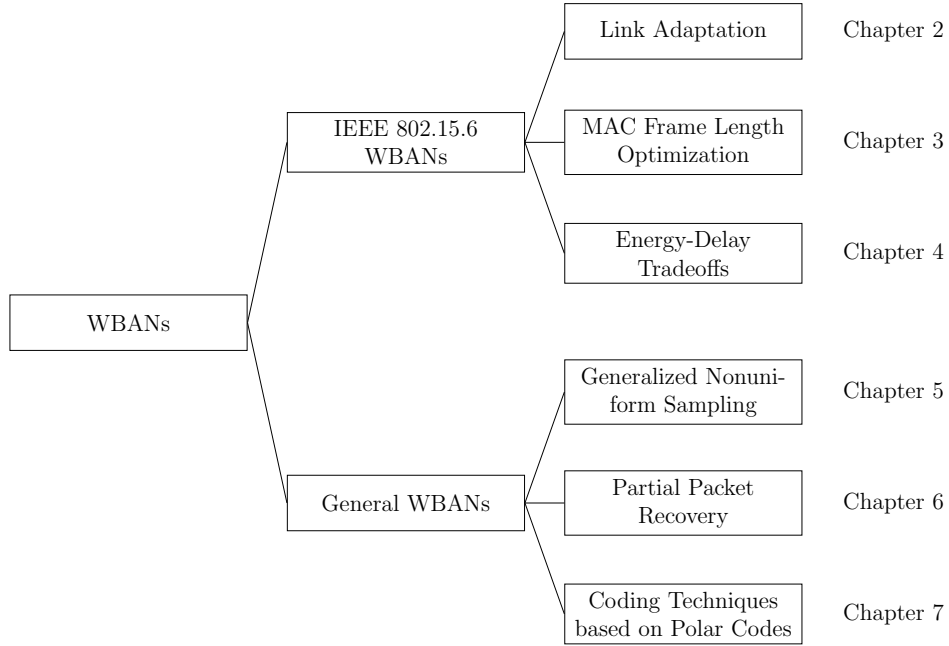 Link Adaptation
Chapter 2
IEEE 802.15.6
WBANs
MAC Frame Length
Optimization
Chapter 3
Energy-Delay
Tradeoffs
Chapter 4
WBANs
Generalized Nonuni-
form Sampling
Chapter 5
General WBANs
Partial Packet
Recovery
Chapter 6
Coding Techniques
based on Polar Codes
Chapter 7